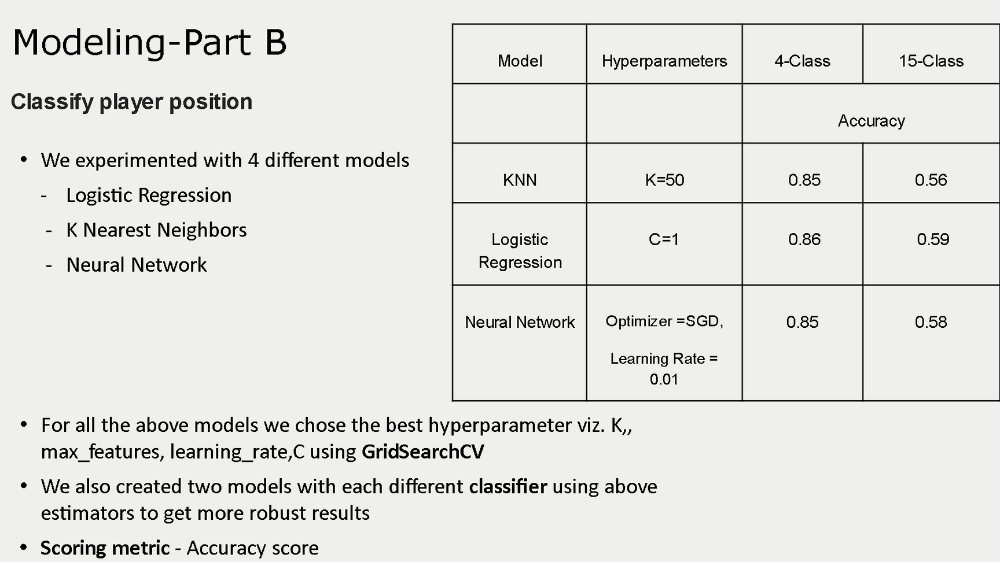 Modeling-Part B
Classify player position
• We experimented with 4 different models
- Logistic Regression
- K Nearest Neighbors
- Neural Network
Model Hyperparameters 4-Class 15-Class
Accuracy
KNN K=50 0.85 0.56
Logistic C=1 0.86 0.59
Regression
Neural Network Optimizer =SGD, 0.85 0.58
Learning Rate =
0.01
• For all the above models we chose the best hyperparameter viz. K,,
max_features, learning_rate,C using GridSearchCV
• We also created two models with each different classifier using above
estimators to get more robust results
• Scoring metric - Accuracy score